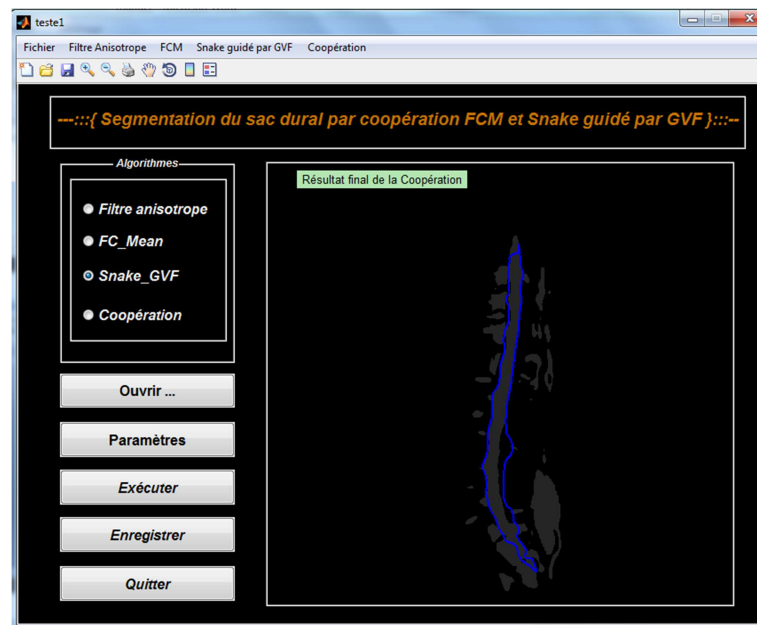 teste1
Fichier Filtre Anisotrope FCM Snake guidé par GVF Coopération
---:::{ Segmentation du sac dural par coopération FCM et Snake guidé par GVF }:::--
Algorithmes
Filtre anisotrope
FC_Mean
Snake_GVF
Coopération
Ouvrir ...
Paramètres
Exécuter
Enregistrer
Quitter
Résultat final de la Coopération